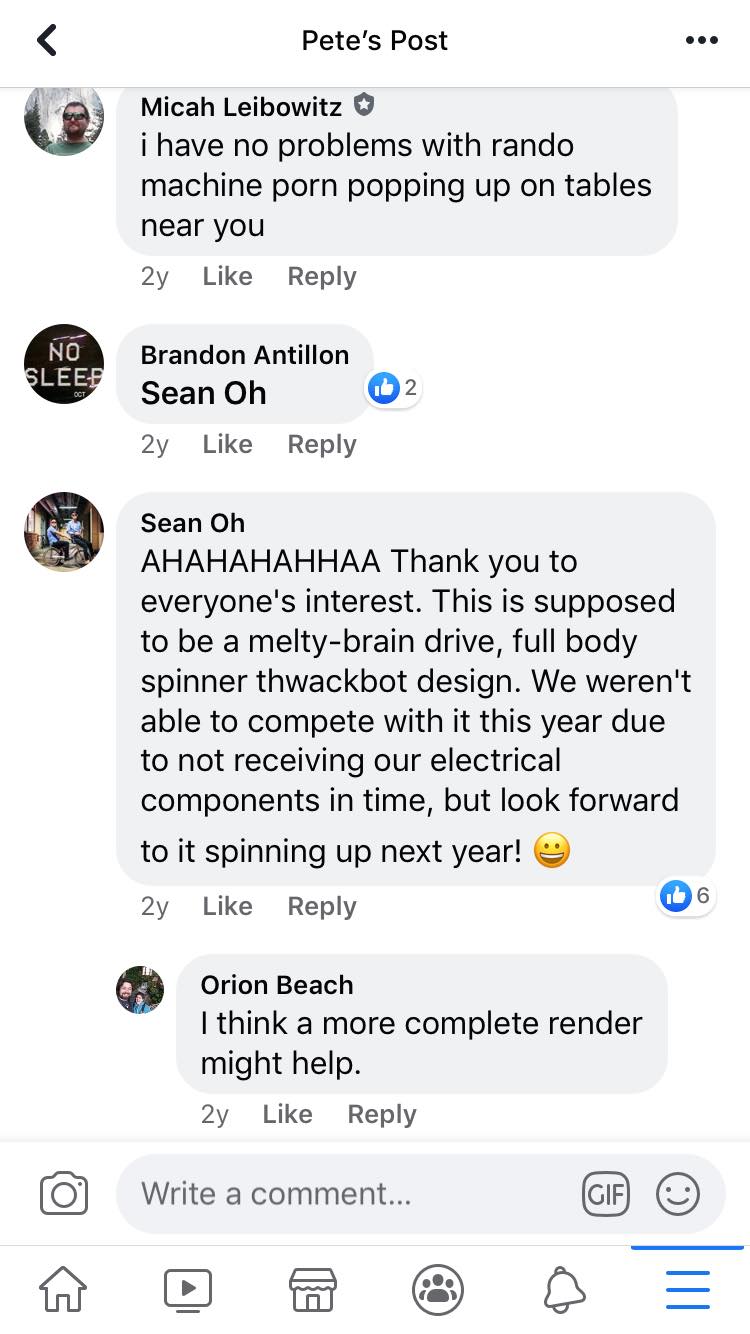 Pete's Post
Micah Leibowitz
i have no problems with rando
machine porn popping up on tables
near you
2y Like Reply
NO
SLEEP
OCT
Brandon Antillon
Sean Oh
2
2y Like Reply
Sean Oh
AHAHAHAHHAA Thank you to
everyone's interest. This is supposed
to be a melty-brain drive, full body
spinner thwackbot design. We weren't
able to compete with it this year due
to not receiving our electrical
components in time, but look forward
to it spinning up next year! 😀
6
2y Like Reply
Orion Beach
I think a more complete render
might help.
2y Like Reply
Write a comment...
GIF